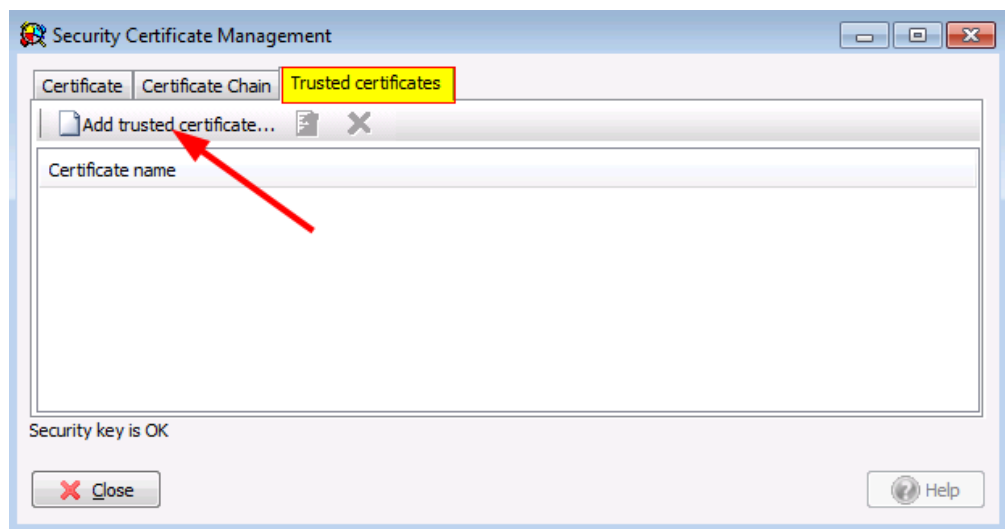 Security Certificate Management
Certificate Certificate Chain Trusted certificates
Add trusted certificate...
Certificate name
Security key is OK
Close Help